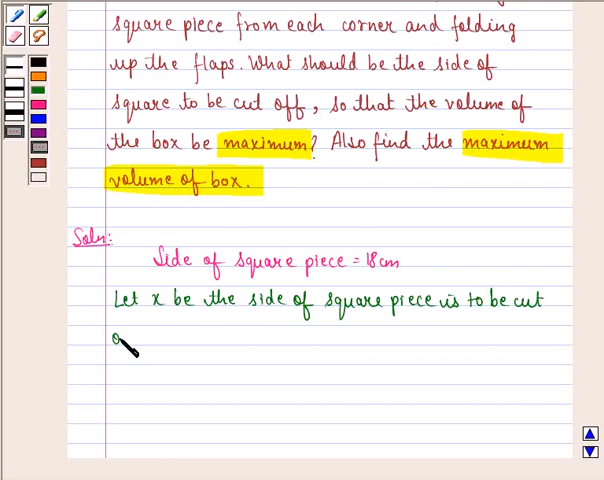 square piece from each corner and folding
up the flaps. What should be the side of
square to be cut off, so that the volume of
the box be maximum? Also find the maximum
volume of box.
Soln:
Side of square piece = 18cm
Let x be the side of square piece is to be cut
o